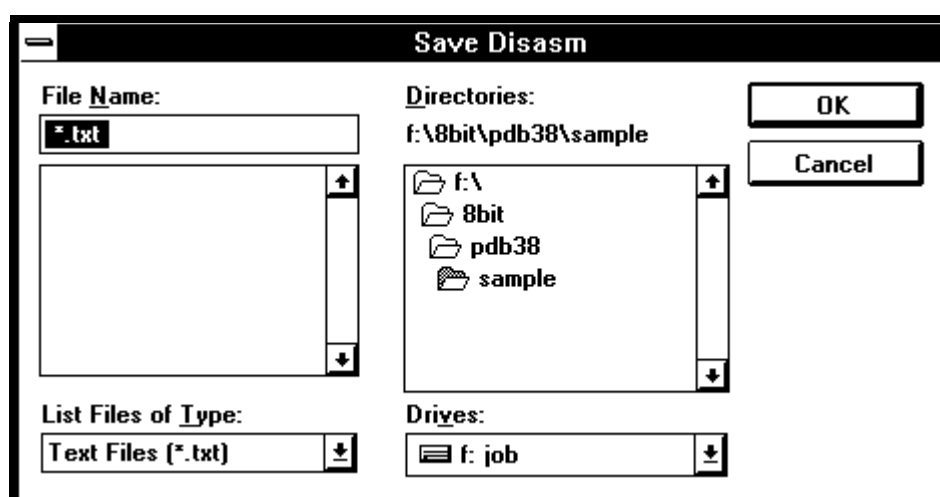 Save Disasm
File Name:
*.txt
Directories:
f:\8bit\pdb38\sample
f:\
8bit
pdb38
sample
OK
Cancel
List Files of Type:
Text Files (*.txt)
Drives:
f: job